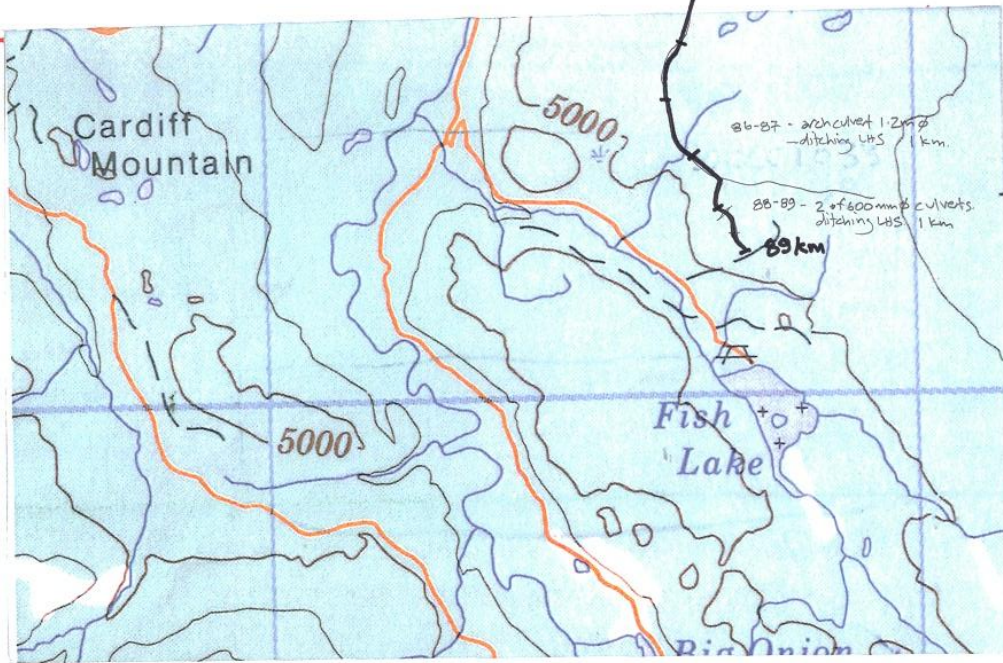 Cardiff
Mountain
5000
86-87 - arch culvert 1.2m ø
- ditching LHS 1 km.
88-89 - 2 of 600mm ø culverts.
ditching LHS 1 km
89 km
5000
Fish
Lake
Big Onion